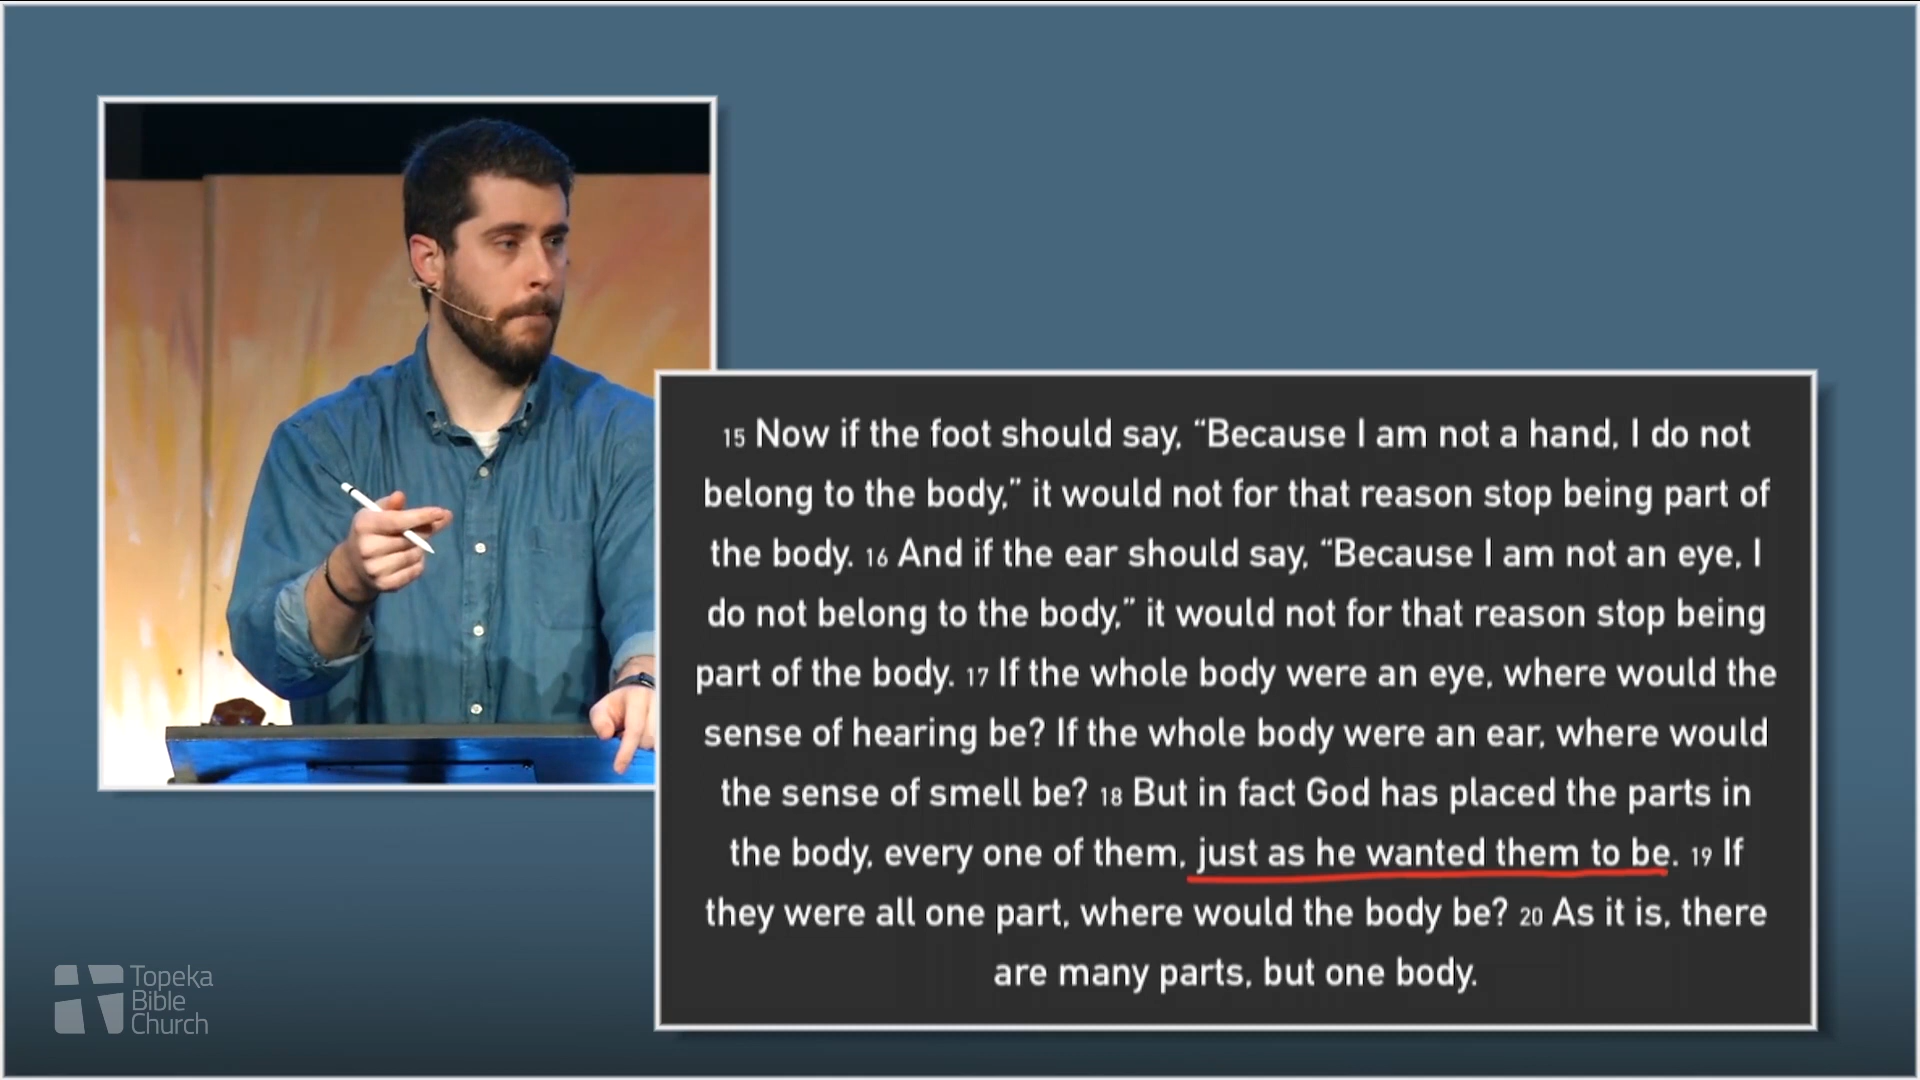 15 Now if the foot should say, “Because I am not a hand, I do not
belong to the body,” it would not for that reason stop being part of
the body. 16 And if the ear should say, “Because I am not an eye, I
do not belong to the body,” it would not for that reason stop being
part of the body. 17 If the whole body were an eye, where would the
sense of hearing be? If the whole body were an ear, where would
the sense of smell be? 18 But in fact God has placed the parts in
the body, every one of them, just as he wanted them to be. 19 If
they were all one part, where would the body be? 20 As it is, there
are many parts, but one body.
Topeka
Bible
Church